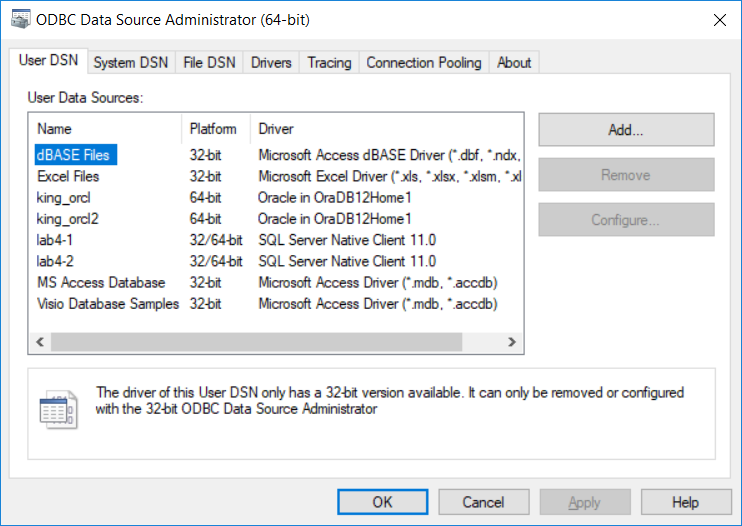 ODBC Data Source Administrator (64-bit)
User DSN System DSN File DSN Drivers Tracing Connection Pooling About
User Data Sources:
Name Platform Driver
dBASE Files 32-bit Microsoft Access dBASE Driver (*.dbf, *.ndx,
Excel Files 32-bit Microsoft Excel Driver (*.xls, *.xlsx, *.xlsm, *.xl
king_orcl 64-bit Oracle in OraDB12Home1
king_orcl2 64-bit Oracle in OraDB12Home1
lab4-1 32/64-bit SQL Server Native Client 11.0
lab4-2 32/64-bit SQL Server Native Client 11.0
MS Access Database 32-bit Microsoft Access Driver (*.mdb, *.accdb)
Visio Database Samples 32-bit Microsoft Access Driver (*.mdb, *.accdb)
Add...
Remove
Configure...
The driver of this User DSN only has a 32-bit version available. It can only be removed or configured
with the 32-bit ODBC Data Source Administrator
OK Cancel Apply Help